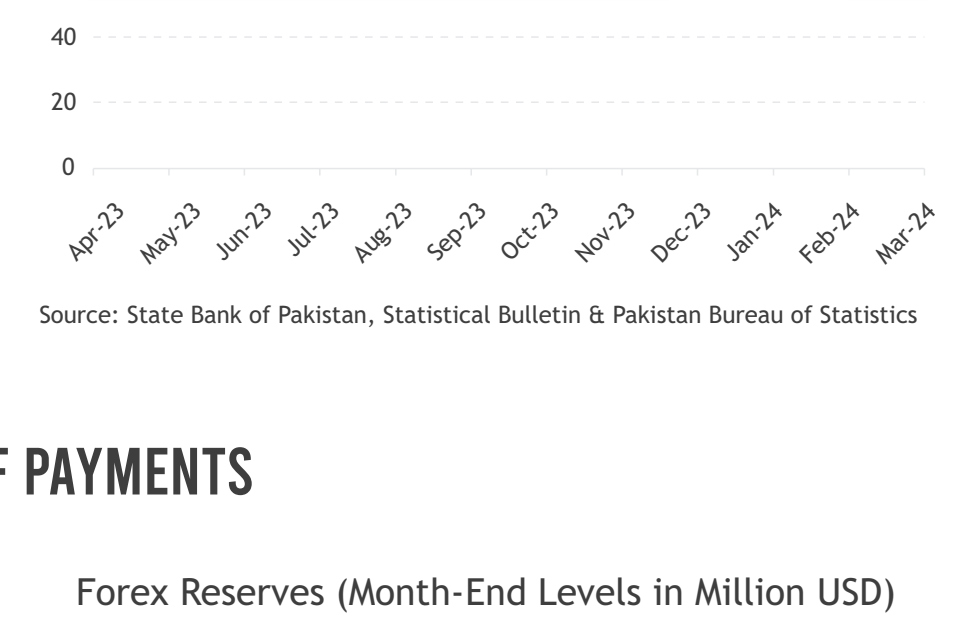 40
20
0
Apr-23 May-23 Jun-23 Jul-23 Aug-23 Sep-23 Oct-23 Nov-23 Dec-23 Jan-24 Feb-24 Mar-24
Source: State Bank of Pakistan, Statistical Bulletin & Pakistan Bureau of Statistics
F PAYMENTS
Forex Reserves (Month-End Levels in Million USD)